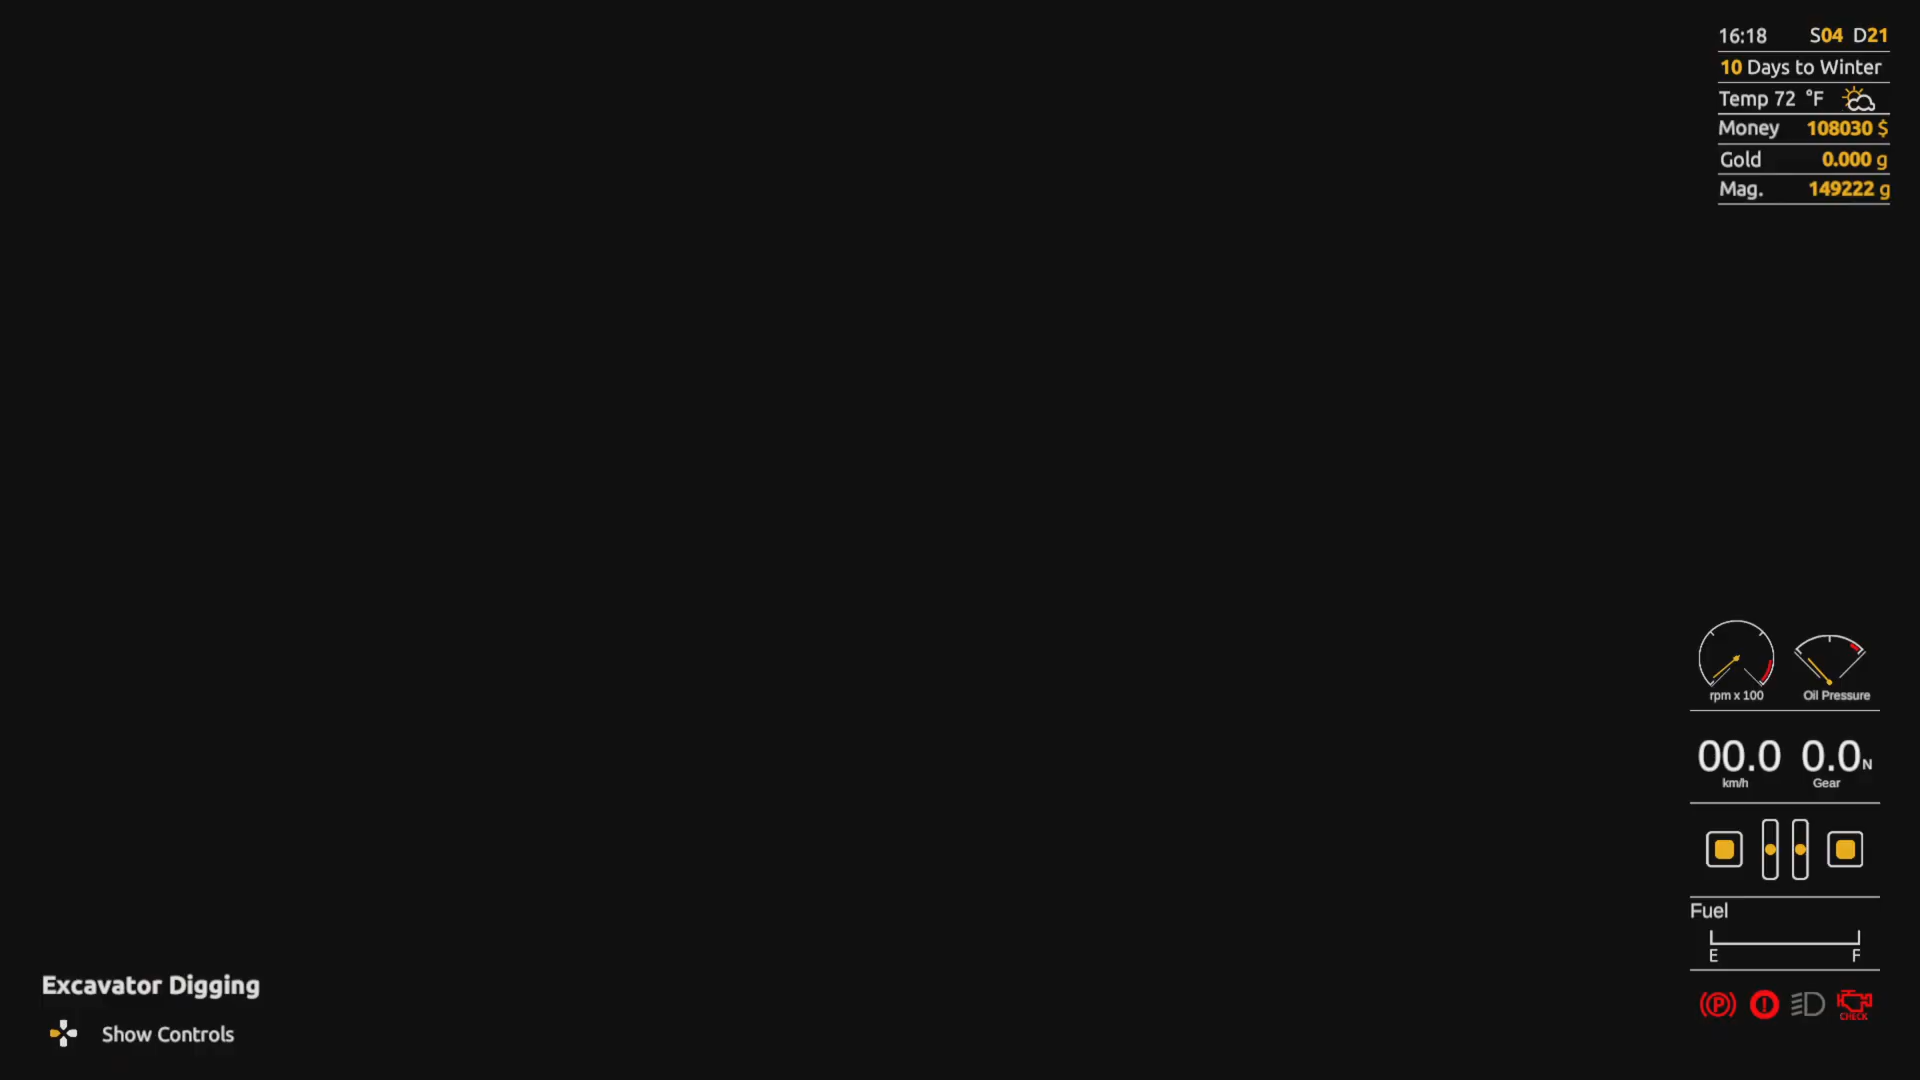 16:18 S04 D21
10 Days to Winter
Temp 72 °F
Money 108030 $
Gold 0.000 g
Mag. 149222 g
rpm x 100 Oil Pressure
00.0 0.0 N
km/h Gear
Fuel
E F
Excavator Digging
Show Controls
P ! CHECK